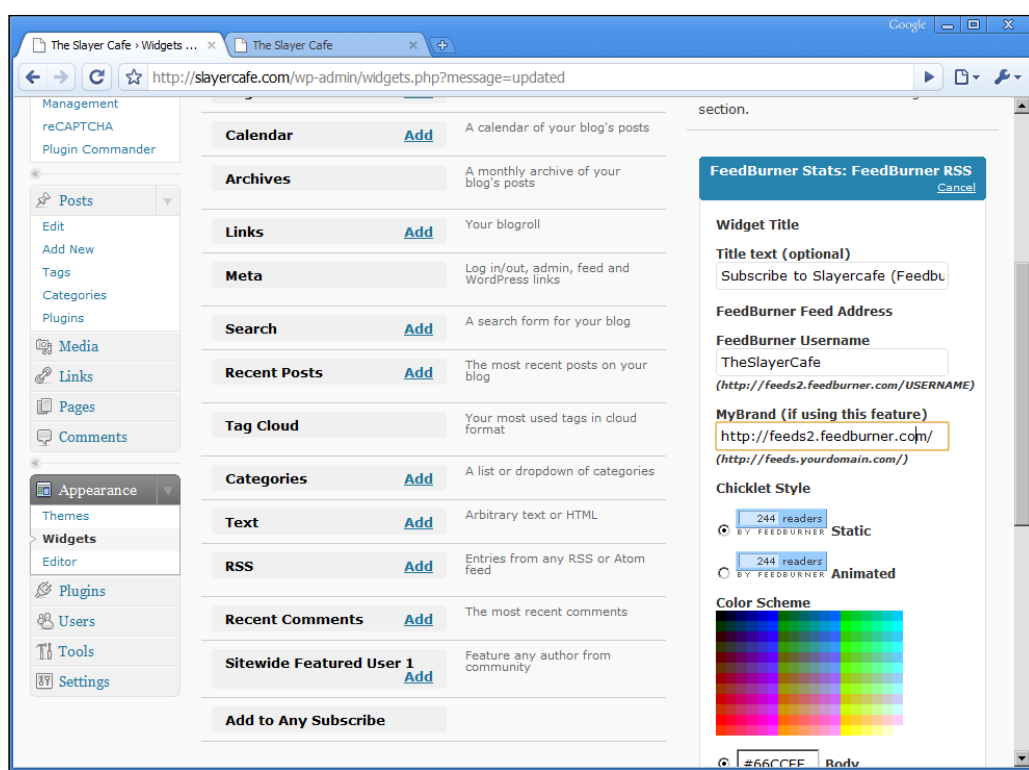 Google
The Slayer Cafe › Widgets ...
The Slayer Cafe
http://slayercafe.com/wp-admin/widgets.php?message=updated
Management
reCAPTCHA
Plugin Commander
Posts
Edit
Add New
Tags
Categories
Plugins
Media
Links
Pages
Comments
Appearance
Themes
Widgets
Editor
Plugins
Users
Tools
Settings
Calendar Add A calendar of your blog's posts
Archives A monthly archive of your
blog's posts
Links Add Your blogroll
Meta Log in/out, admin, feed and
WordPress links
Search Add A search form for your blog
Recent Posts Add The most recent posts on your
blog
Tag Cloud Your most used tags in cloud
format
Categories Add A list or dropdown of categories
Text Add Arbitrary text or HTML
RSS Add Entries from any RSS or Atom
feed
Recent Comments Add The most recent comments
Sitewide Featured User 1 Feature any author from
community
Add
Add to Any Subscribe
section.
FeedBurner Stats: FeedBurner RSS
Cancel
Widget Title
Title text (optional)
Subscribe to Slayercafe (Feedbu
FeedBurner Feed Address
FeedBurner Username
TheSlayerCafe
(http://feeds2.feedburner.com/USERNAME)
MyBrand (if using this feature)
http://feeds2.feedburner.com/
(http://feeds.yourdomain.com/)
Chicklet Style
244 readers
BY FEEDBURNER Static
244 readers
BY FEEDBURNER Animated
Color Scheme
#66CCFF Body